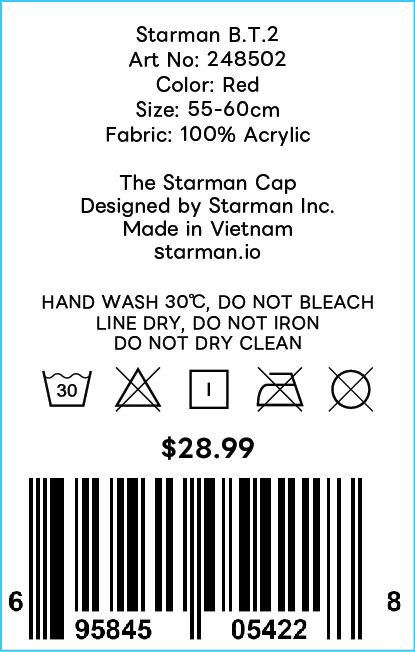 Starman B.T.2
Art No: 248502
Color: Red
Size: 55-60cm
Fabric: 100% Acrylic
The Starman Cap
Designed by Starman Inc.
Made in Vietnam
starman.io
HAND WASH 30℃, DO NOT BLEACH
LINE DRY, DO NOT IRON
DO NOT DRY CLEAN
30
$28.99
6 95845 05422 8